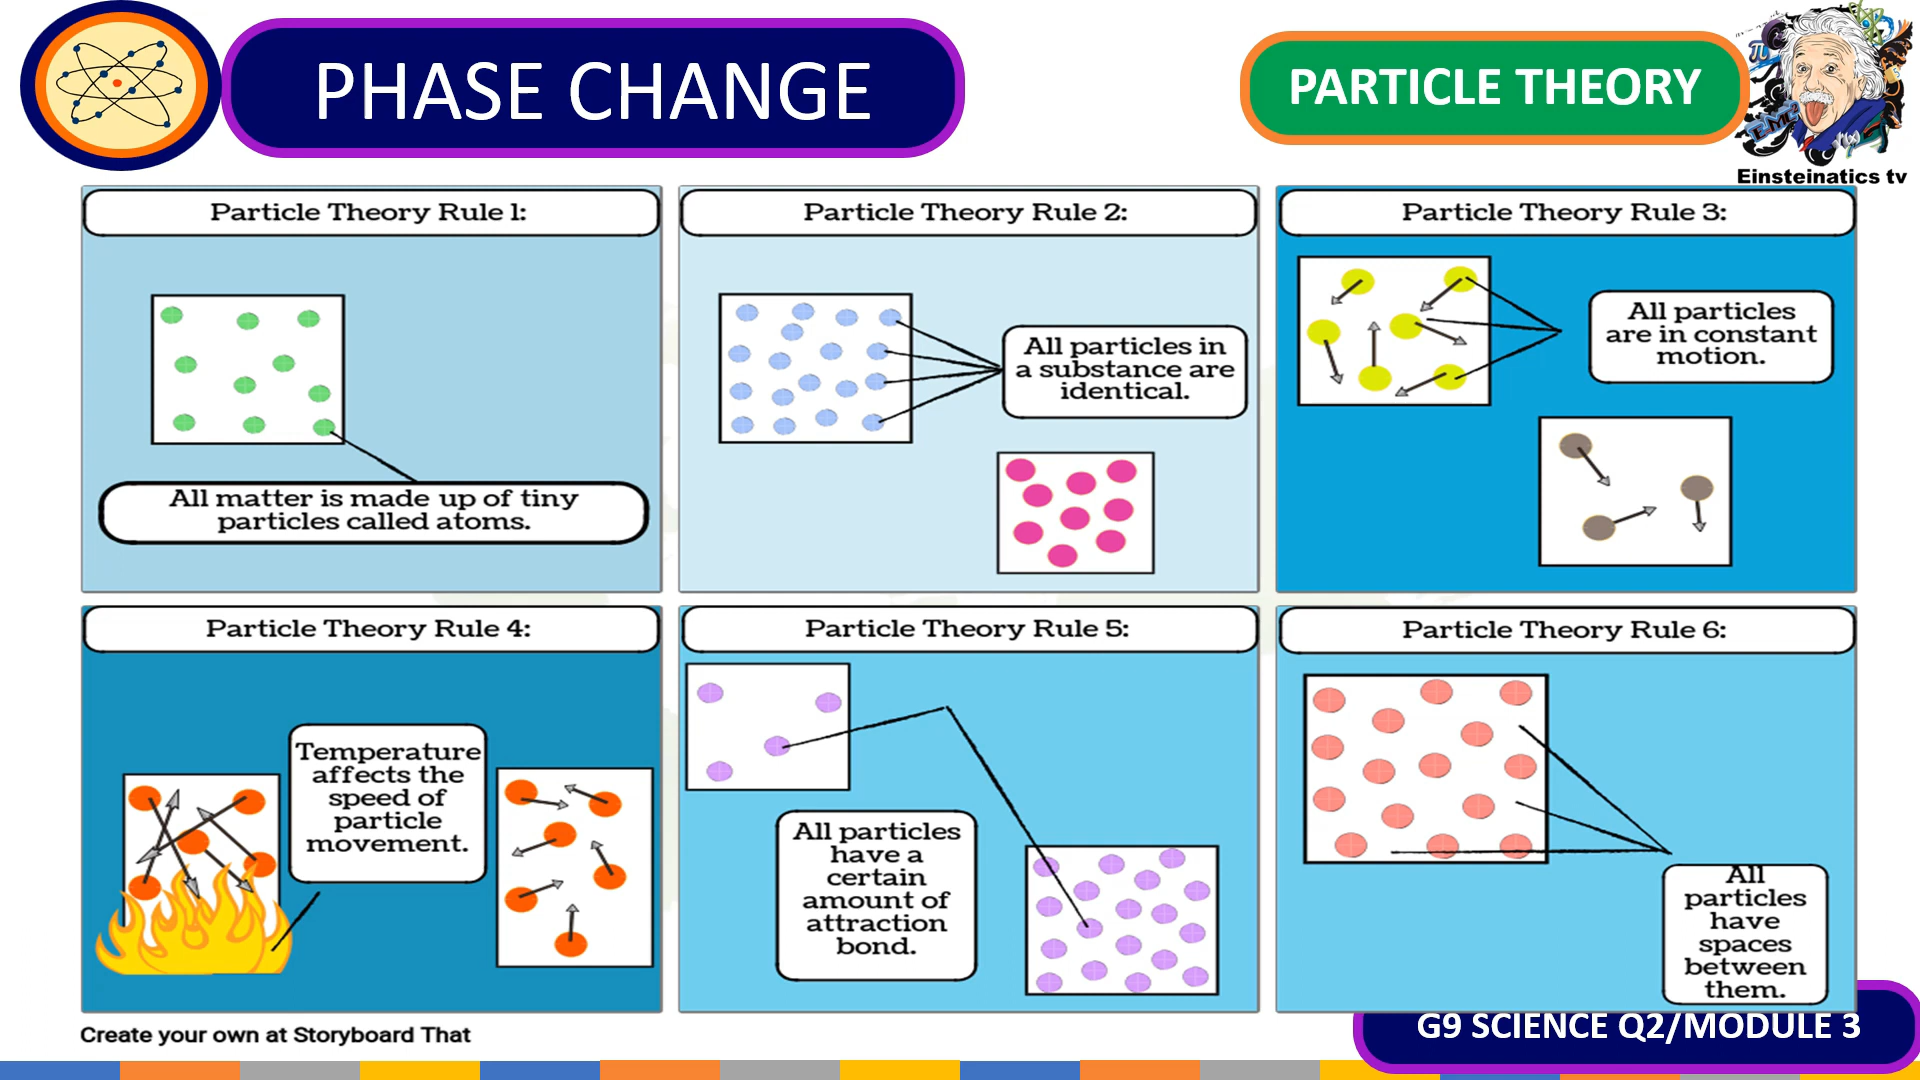 PHASE CHANGE
PARTICLE THEORY
E=MC²
Einsteinatics tv
Particle Theory Rule 1:
All matter is made up of tiny
particles called atoms.
Particle Theory Rule 2:
All particles in
a substance are
identical.
Particle Theory Rule 3:
All particles
are in constant
motion.
Particle Theory Rule 4:
Temperature
affects the
speed of
particle
movement.
Particle Theory Rule 5:
All particles
have a
certain
amount of
attraction
bond.
Particle Theory Rule 6:
All
particles
have
spaces
between
them.
Create your own at Storyboard That
G9 SCIENCE Q2/MODULE 3